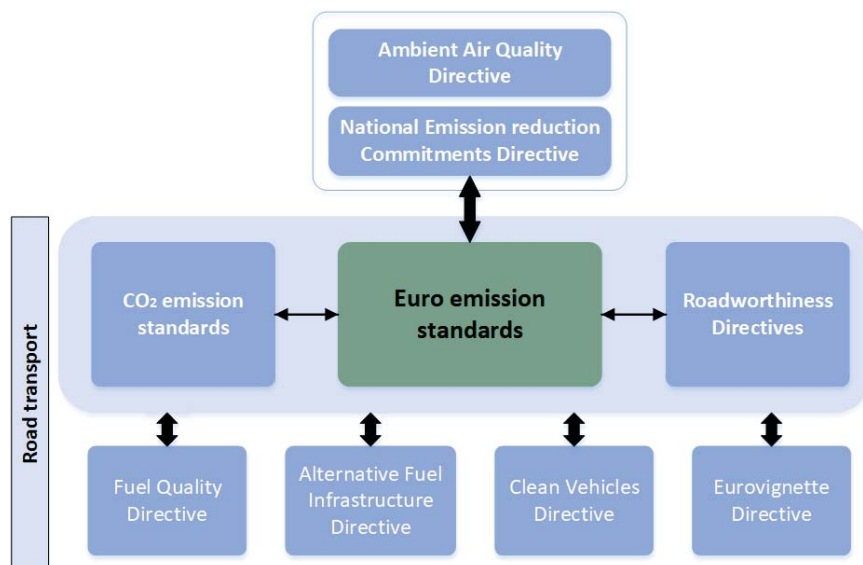 Ambient Air Quality
Directive
National Emission reduction
Commitments Directive
Road transport
CO₂ emission
standards
Euro emission
standards
Roadworthiness
Directives
Fuel Quality
Directive
Alternative Fuel
Infrastructure
Directive
Clean Vehicles
Directive
Eurovignette
Directive